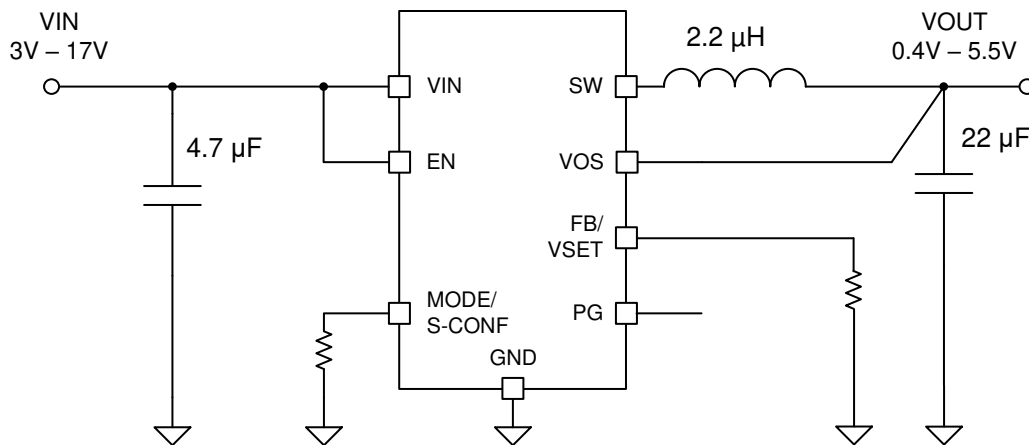 VIN
3V – 17V
VOUT
0.4V – 5.5V
2.2 µH
VIN
SW
4.7 µF
EN
VOS
22 µF
FB/
VSET
MODE/
S-CONF
PG
GND